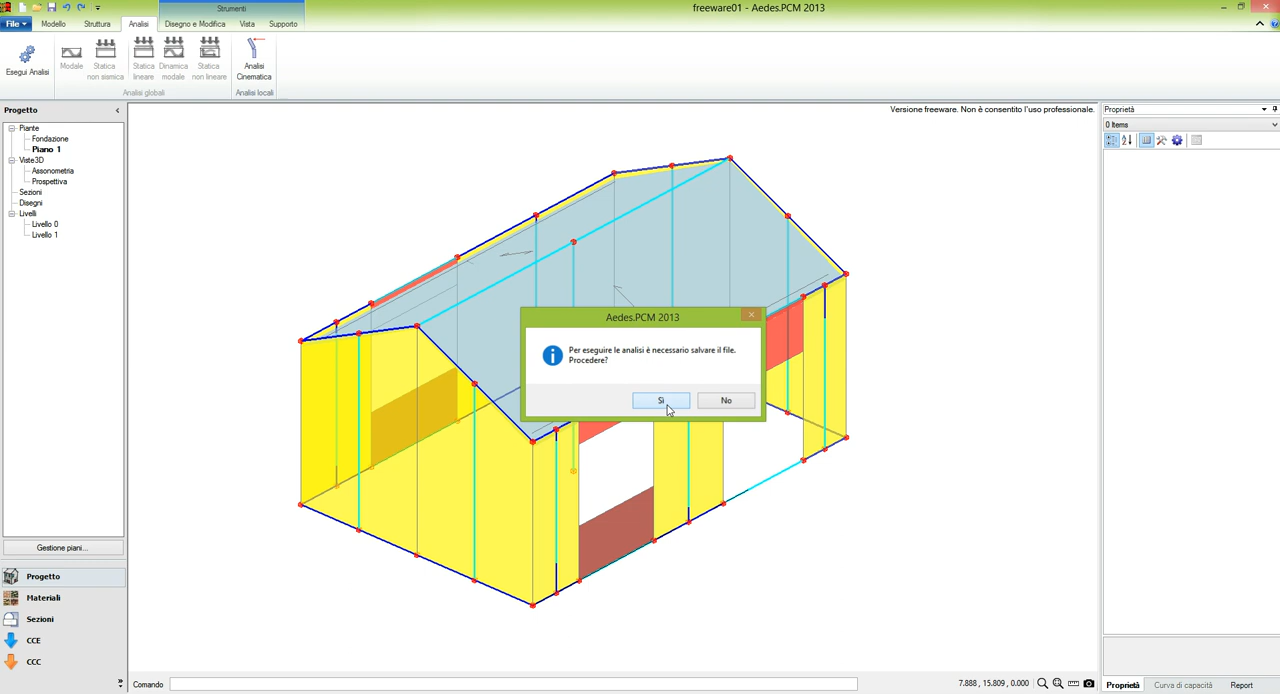 Strumenti
freeware01 - Aedes.PCM 2013
File
Modello
Struttura
Analisi
Disegno e Modifica
Vista
Supporto
Esegui Analisi
Modale
Statica
non sismica
Statica
lineare
Dinamica
modale
Statica
non lineare
Analisi
Cinematica
Analisi globali
Analisi locali
Progetto
Piante
Fondazione
Piano 1
Viste3D
Assonometria
Prospettiva
Sezioni
Disegni
Livelli
Livello 0
Livello 1
Gestione piani...
Progetto
Materiali
Sezioni
CCE
CCC
Versione freeware. Non è consentito l'uso professionale.
Aedes.PCM 2013
Per eseguire le analisi è necessario salvare il file.
Procedere?
Sì
No
Comando
7.888 , 15.809 , 0.000
Proprietà
0 Items
Proprietà
Curva di capacità
Report